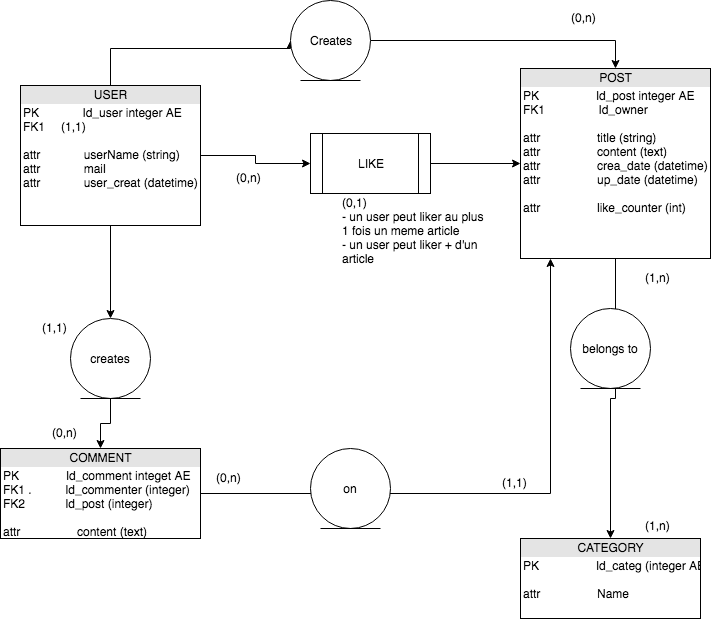 Creates
(0,n)
USER
PK Id_user integer AE
FK1 (1,1)
attr userName (string)
attr mail
attr user_creat (datetime)
(0,n)
LIKE
(0,1)
- un user peut liker au plus
1 fois un meme article
- un user peut liker + d'un
article
POST
PK Id_post integer AE
FK1 Id_owner
attr title (string)
attr content (text)
attr crea_date (datetime)
attr up_date (datetime)
attr like_counter (int)
(1,n)
belongs to
(1,1)
creates
(0,n)
COMMENT
PK Id_comment integet AE
FK1 . Id_commenter (integer)
FK2 Id_post (integer)
attr content (text)
(0,n)
on
(1,1)
(1,n)
CATEGORY
PK Id_categ (integer AE
attr Name